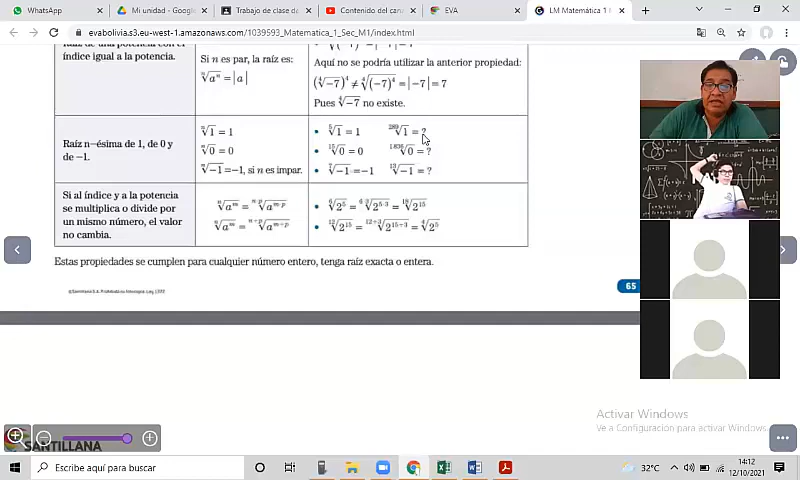 WhatsApp
Mi unidad - Google
Trabajo de clase de
Contenido del can
EVA
LM Matemática 1
evabolivia.s3.eu-west-1.amazonaws.com/1039593_Matematica_1_Sec_M1/index.html
Raíz de una potencia con el
índice igual a la potencia.
Si n es par, la raíz es:
ⁿ√aⁿ = |a|
Aquí no se podría utilizar la anterior propiedad:
(⁴√−7)⁴ ≠ ⁴√(−7)⁴ = |−7| = 7
Pues ⁴√−7 no existe.
Raíz n–ésima de 1, de 0 y
de −1.
ⁿ√1 = 1
ⁿ√0 = 0
ⁿ√−1 = −1, si n es impar.
• ⁵√1 = 1 ²⁸⁹√1 = ?
• ¹⁵√0 = 0 ¹⁸³⁶√0 = ?
• ⁷√−1 = −1 ¹³√−1 = ?
Si al índice y a la potencia
se multiplica o divide por
un mismo número, el valor
no cambia.
ⁿ√aᵐ = ⁿ·ᵖ√aᵐ·ᵖ
ⁿ√aᵐ = ⁿ÷ᵖ√aᵐ÷ᵖ
• ⁶√2⁵ = ⁶·³√2⁵·³ = ¹⁸√2¹⁵
• ¹²√2¹⁵ = ¹²÷³√2¹⁵÷³ = ⁴√2⁵
Estas propiedades se cumplen para cualquier número entero, tenga raíz exacta o entera.
65
Activar Windows
Ve a Configuración para activar Windows.
SANTILLANA
Escribe aquí para buscar
32°C
14:12
12/10/2021